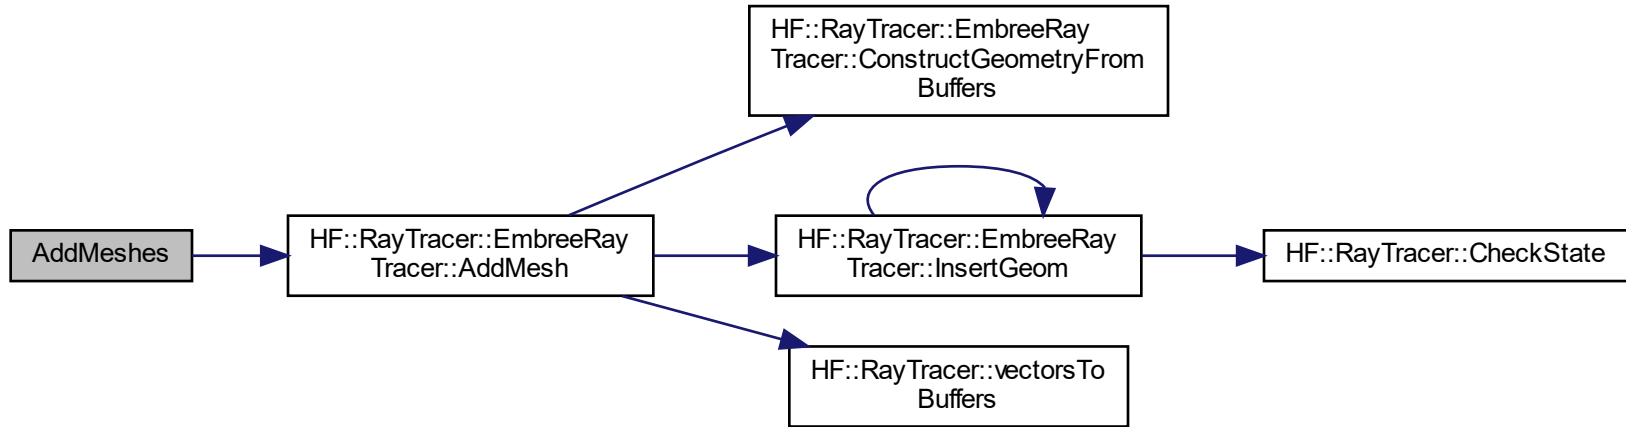 AddMeshes
HF::RayTracer::EmbreeRay
Tracer::AddMesh
HF::RayTracer::EmbreeRay
Tracer::ConstructGeometryFrom
Buffers
HF::RayTracer::EmbreeRay
Tracer::InsertGeom
HF::RayTracer::CheckState
HF::RayTracer::vectorsTo
Buffers